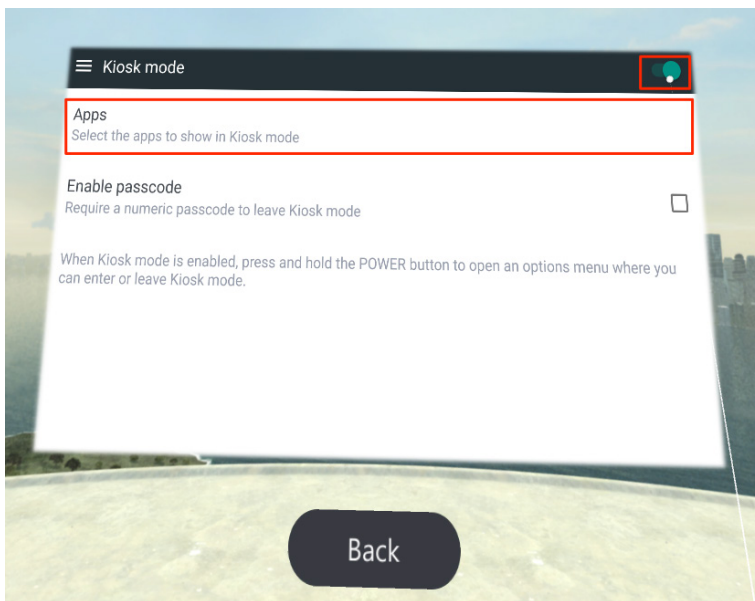 Kiosk mode
Apps
Select the apps to show in Kiosk mode
Enable passcode
Require a numeric passcode to leave Kiosk mode
When Kiosk mode is enabled, press and hold the POWER button to open an options menu where you
can enter or leave Kiosk mode.
Back